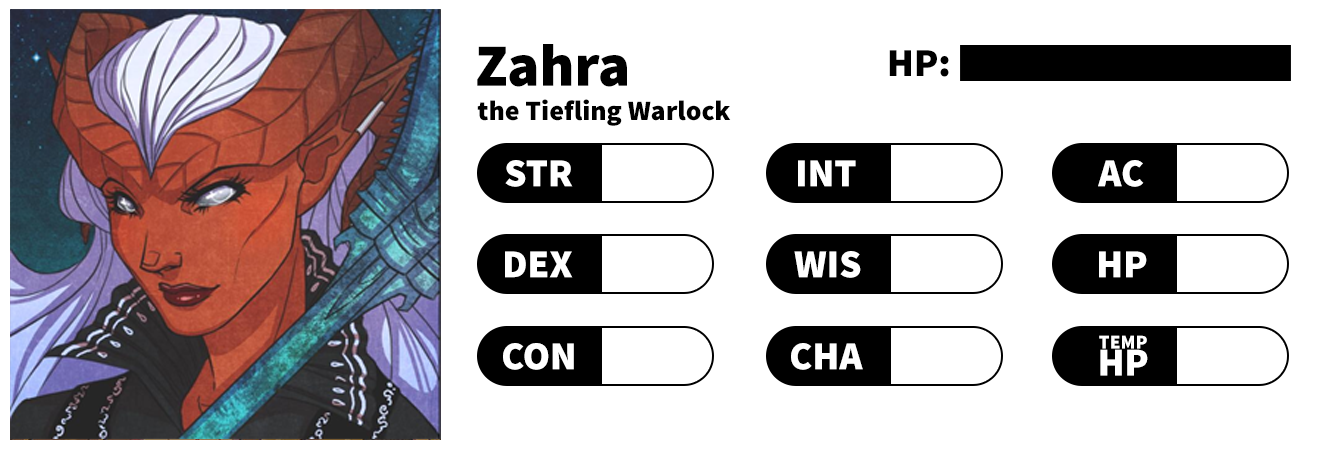 Zahra
HP:
the Tiefling Warlock
STR
INT
AC
DEX
WIS
HP
CON
CHA
TEMP
HP